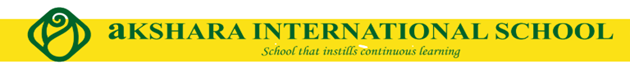 aKSHARA INTERNATIONAL SCHOOL
School that instills continuous learning